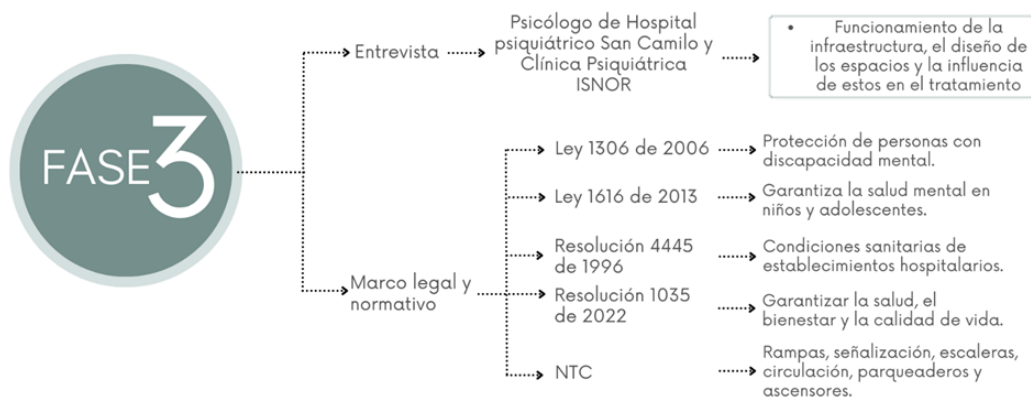 FASE 3
Entrevista
Psicólogo de Hospital
psiquiátrico San Camilo y
Clínica Psiquiátrica
ISNOR
• Funcionamiento de la
infraestructura, el diseño de
los espacios y la influencia
de estos en el tratamiento
Marco legal y
normativo
Ley 1306 de 2006
Protección de personas con
discapacidad mental.
Ley 1616 de 2013
Garantiza la salud mental en
niños y adolescentes.
Resolución 4445
de 1996
Condiciones sanitarias de
establecimientos hospitalarios.
Resolución 1035
de 2022
Garantizar la salud, el
bienestar y la calidad de vida.
NTC
Rampas, señalización, escaleras,
circulación, parqueaderos y
ascensores.